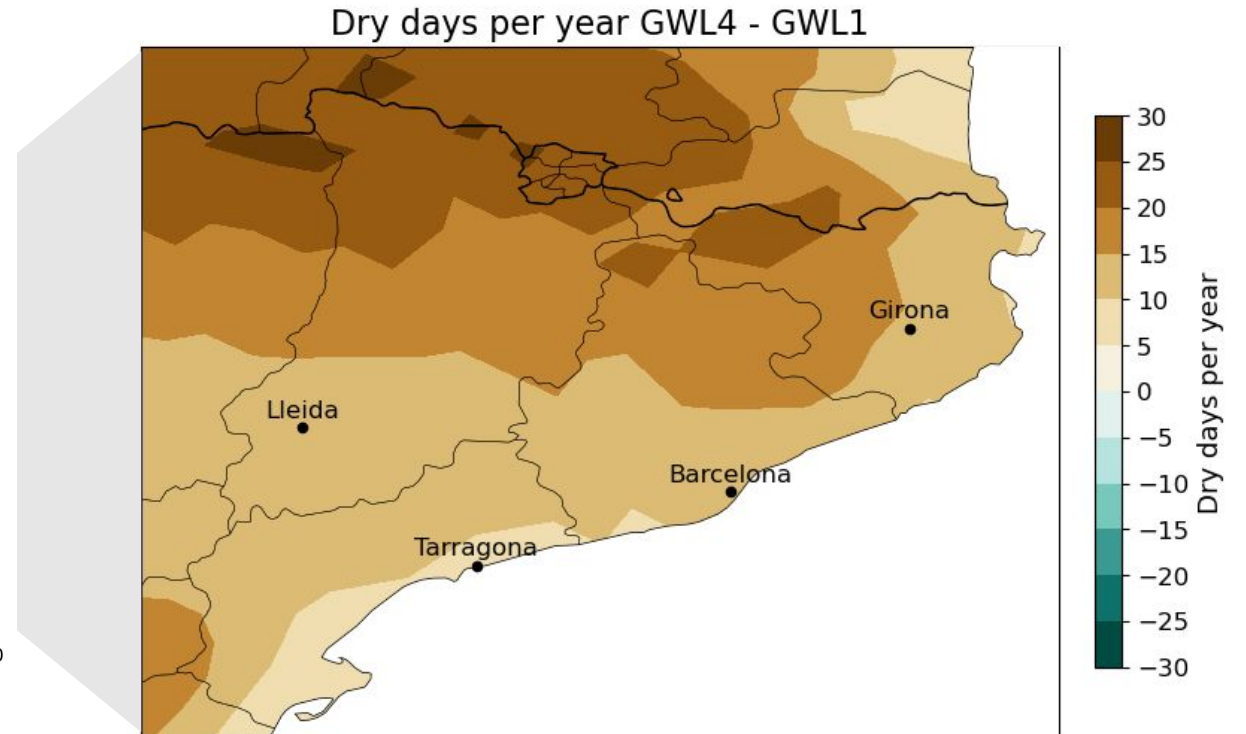 Dry days per year GWL4 - GWL1
30
25
20
15
10
5
0
−5
−10
−15
−20
−25
−30
Dry days per year
Girona
Lleida
Barcelona
Tarragona